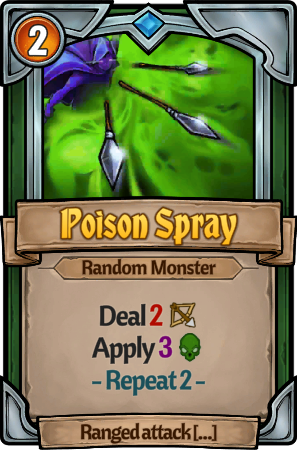 2
Poison Spray
Random Monster
Deal 2
Apply 3
- Repeat 2 -
Ranged attack [...]